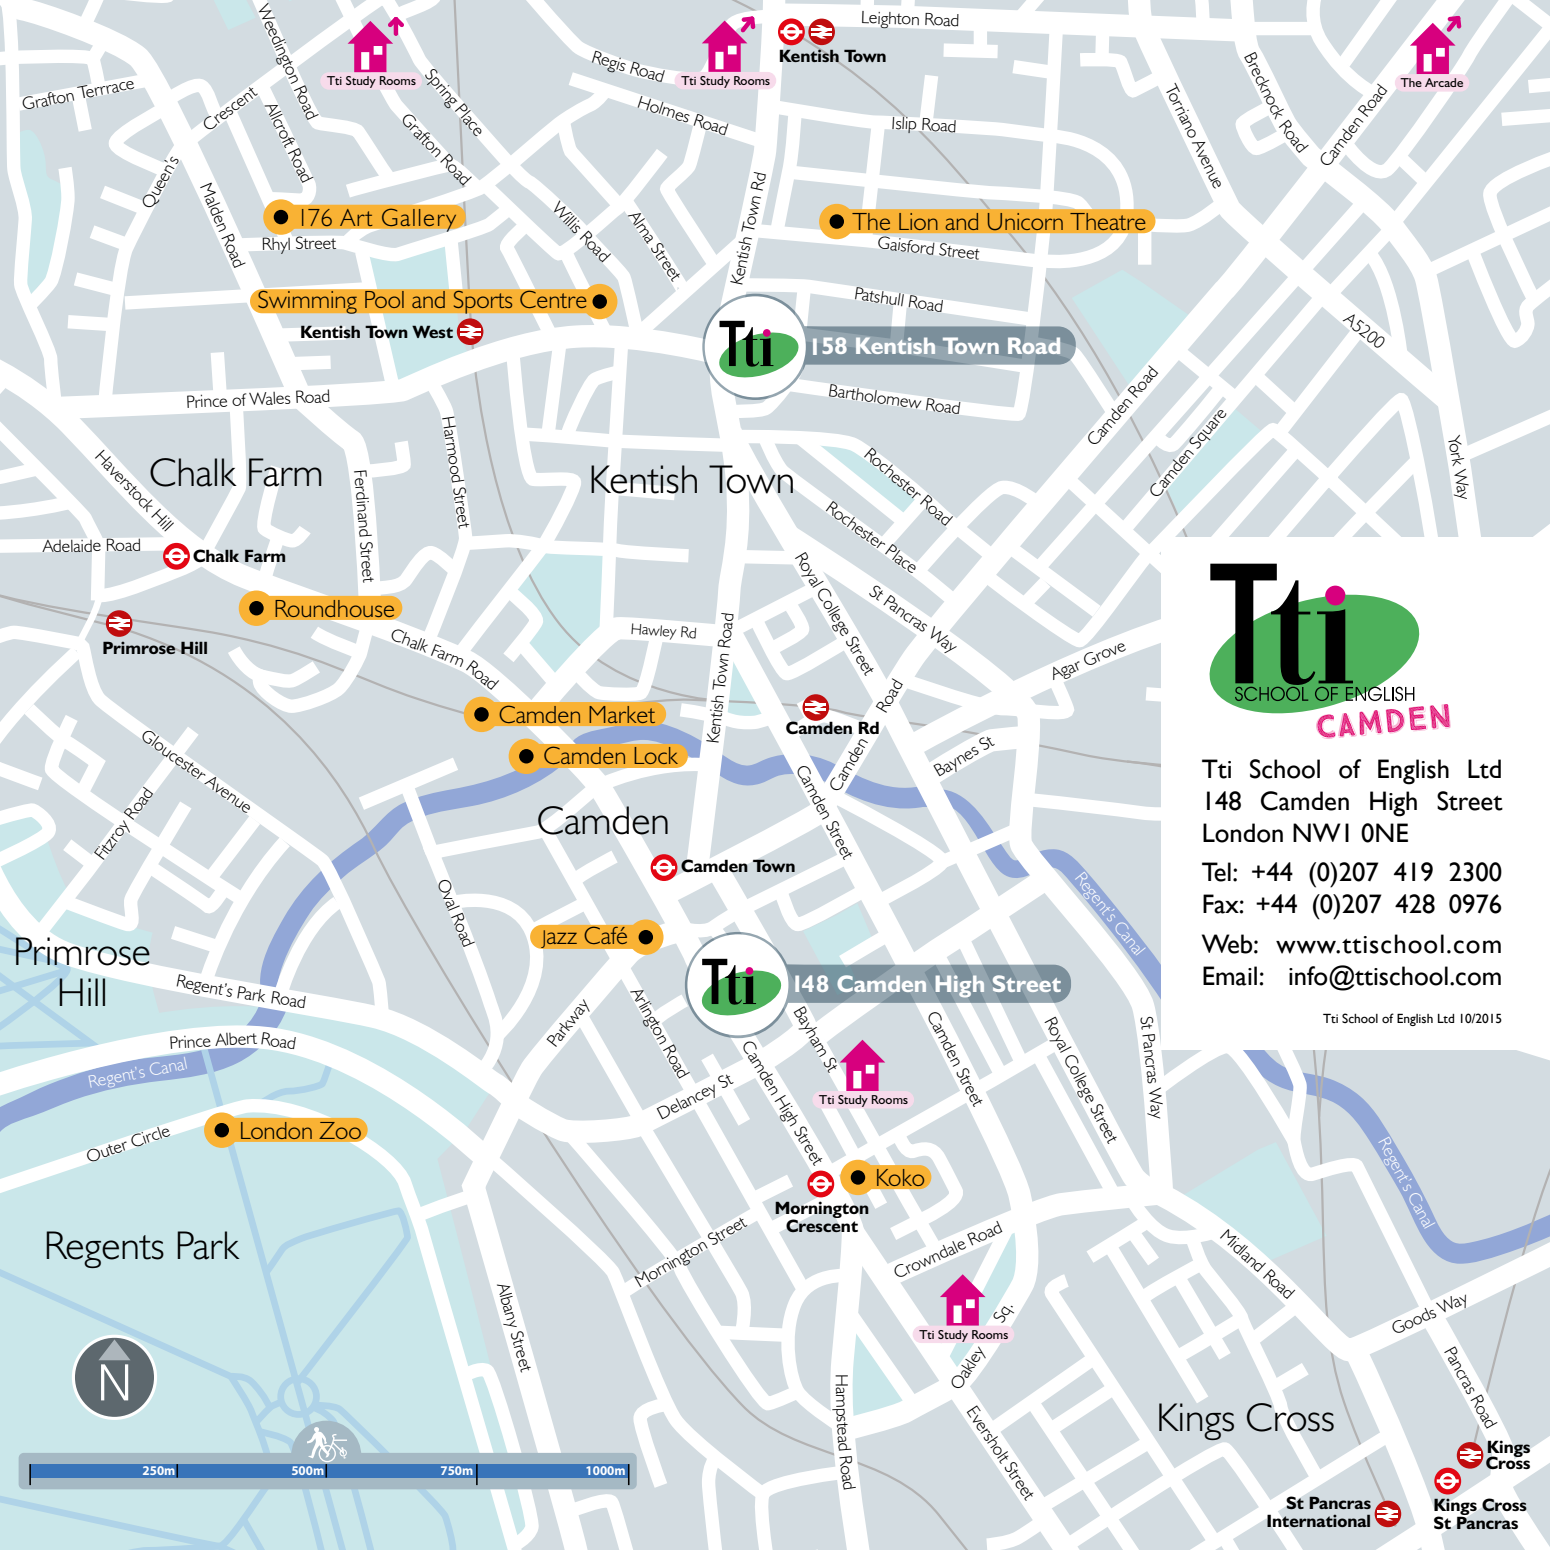 Leighton Road
Kentish Town
Tti Study Rooms
Tti Study Rooms
The Arcade
Weedington Road
Regis Road
Spring Place
Grafton Terrrace
Crescent
Allcroft Road
Grafton Road
Holmes Road
Islip Road
Torriano Avenue
Brecknock Road
Camden Road
Queen's
Malden Road
176 Art Gallery
Rhyl Street
Willis Road
Alma Street
Kentish Town Rd
The Lion and Unicorn Theatre
Gaisford Street
Swimming Pool and Sports Centre
Kentish Town West
Patshull Road
Tti
158 Kentish Town Road
A5200
Prince of Wales Road
Bartholomew Road
Camden Road
Camden Square
York Way
Haverstock Hill
Chalk Farm
Harmood Street
Ferdinand Street
Kentish Town
Rochester Road
Rochester Place
Adelaide Road
Chalk Farm
Roundhouse
Primrose Hill
Chalk Farm Road
Hawley Rd
Kentish Town Road
Royal College Street
St Pancras Way
Agar Grove
Camden Market
Camden Lock
Camden Rd
Camden
Road
Baynes St
Gloucester Avenue
Fitzroy Road
Camden
Camden Street
Camden Town
Oval Road
Jazz Café
Regent's Canal
Tti
SCHOOL OF ENGLISH
CAMDEN
Tti School of English Ltd
148 Camden High Street
London NW1 0NE
Tel: +44 (0)207 419 2300
Fax: +44 (0)207 428 0976
Web: www.ttischool.com
Email: info@ttischool.com
Tti School of English Ltd 10/2015
Primrose
Hill
Regent's Park Road
Prince Albert Road
Regent's Canal
Tti
148 Camden High Street
Parkway
Arlington Road
Bayham St
Camden Street
Royal College Street
St Pancras Way
Delancey St
Camden High Street
Tti Study Rooms
Outer Circle
London Zoo
Koko
Mornington
Crescent
Regent's Canal
Regents Park
Mornington Street
Crowndale Road
Midland Road
Albany Street
Tti Study Rooms
Oakley
Sq.
Goods Way
Pancras Road
N
Hampstead Road
Eversholt Street
Kings Cross
Kings
Cross
Kings Cross
St Pancras
St Pancras
International
250m
500m
750m
1000m